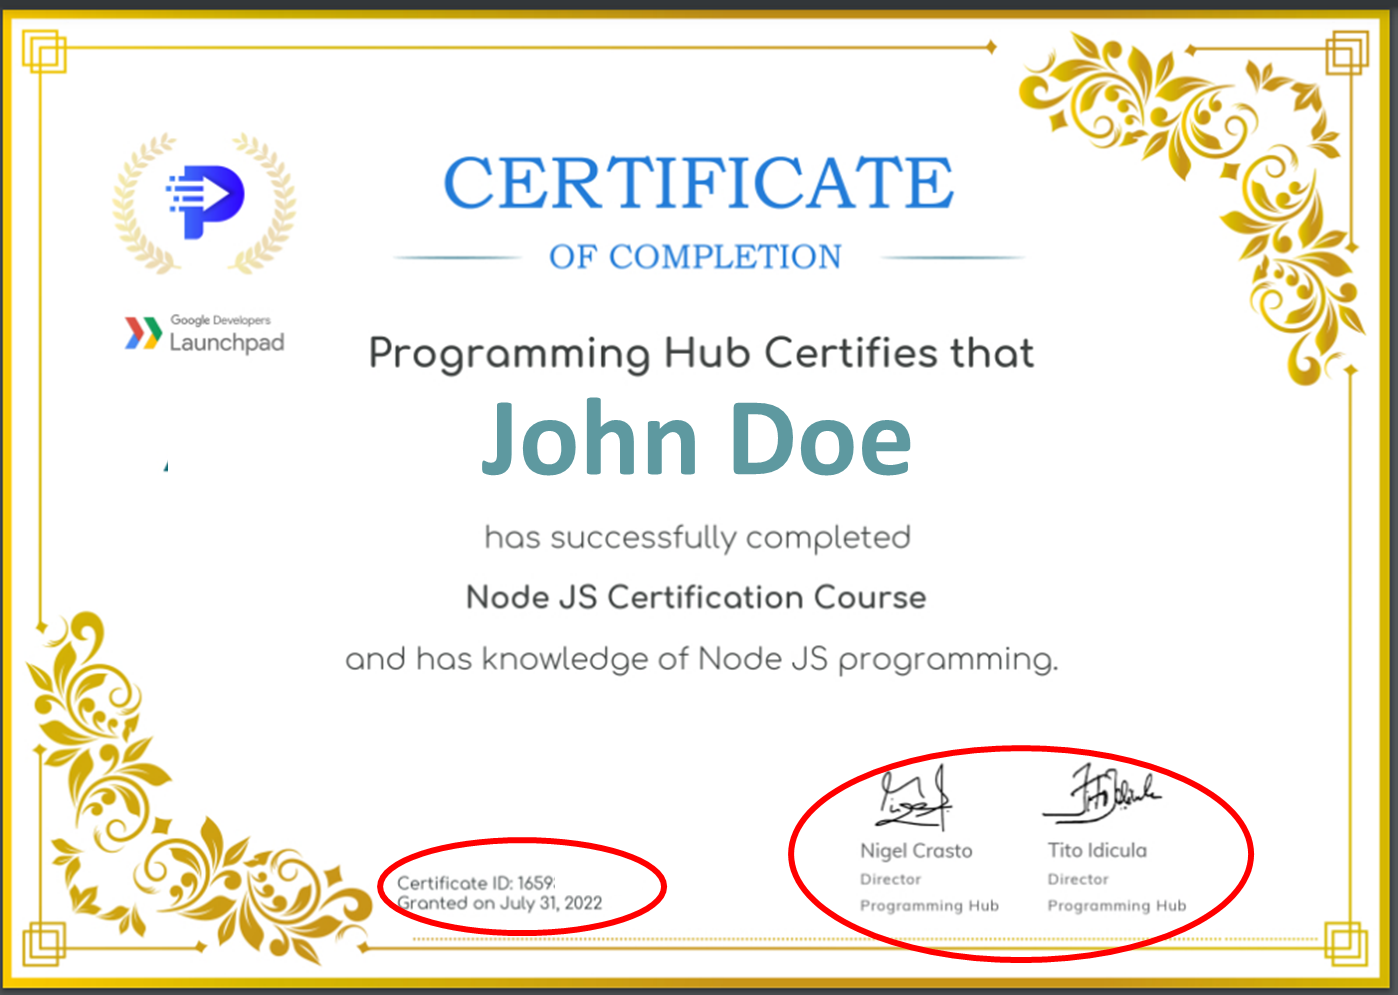 CERTIFICATE
OF COMPLETION
Google Developers
Launchpad
Programming Hub Certifies that
John Doe
has successfully completed
Node JS Certification Course
and has knowledge of Node JS programming.
Certificate ID: 1659
Granted on July 31, 2022
Nigel Crasto
Director
Programming Hub
Tito Idicula
Director
Programming Hub